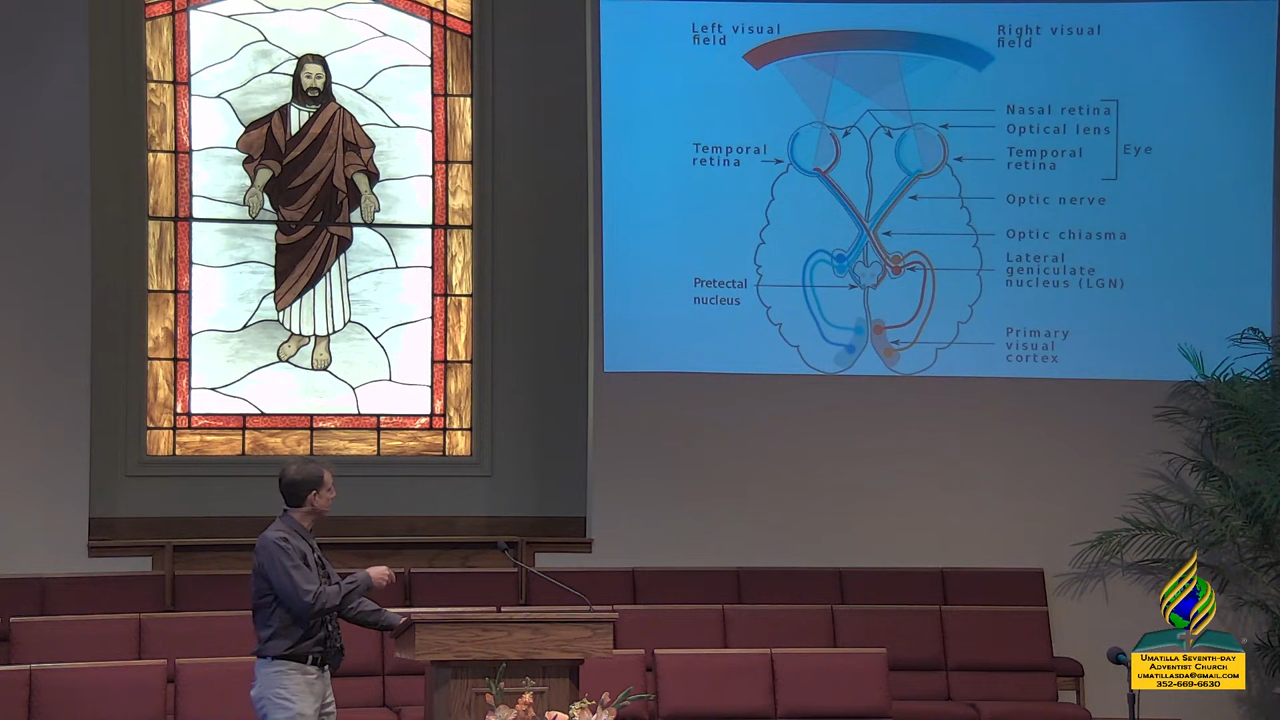 Left visual
field
Right visual
field
Nasal retina
Optical lens
Temporal
retina
Eye
Temporal
retina
Optic nerve
Optic chiasma
Lateral
geniculate
nucleus (LGN)
Pretectal
nucleus
Primary
visual
cortex
Umatilla Seventh-day
Adventist Church
umatillasda@gmail.com
352-669-6630